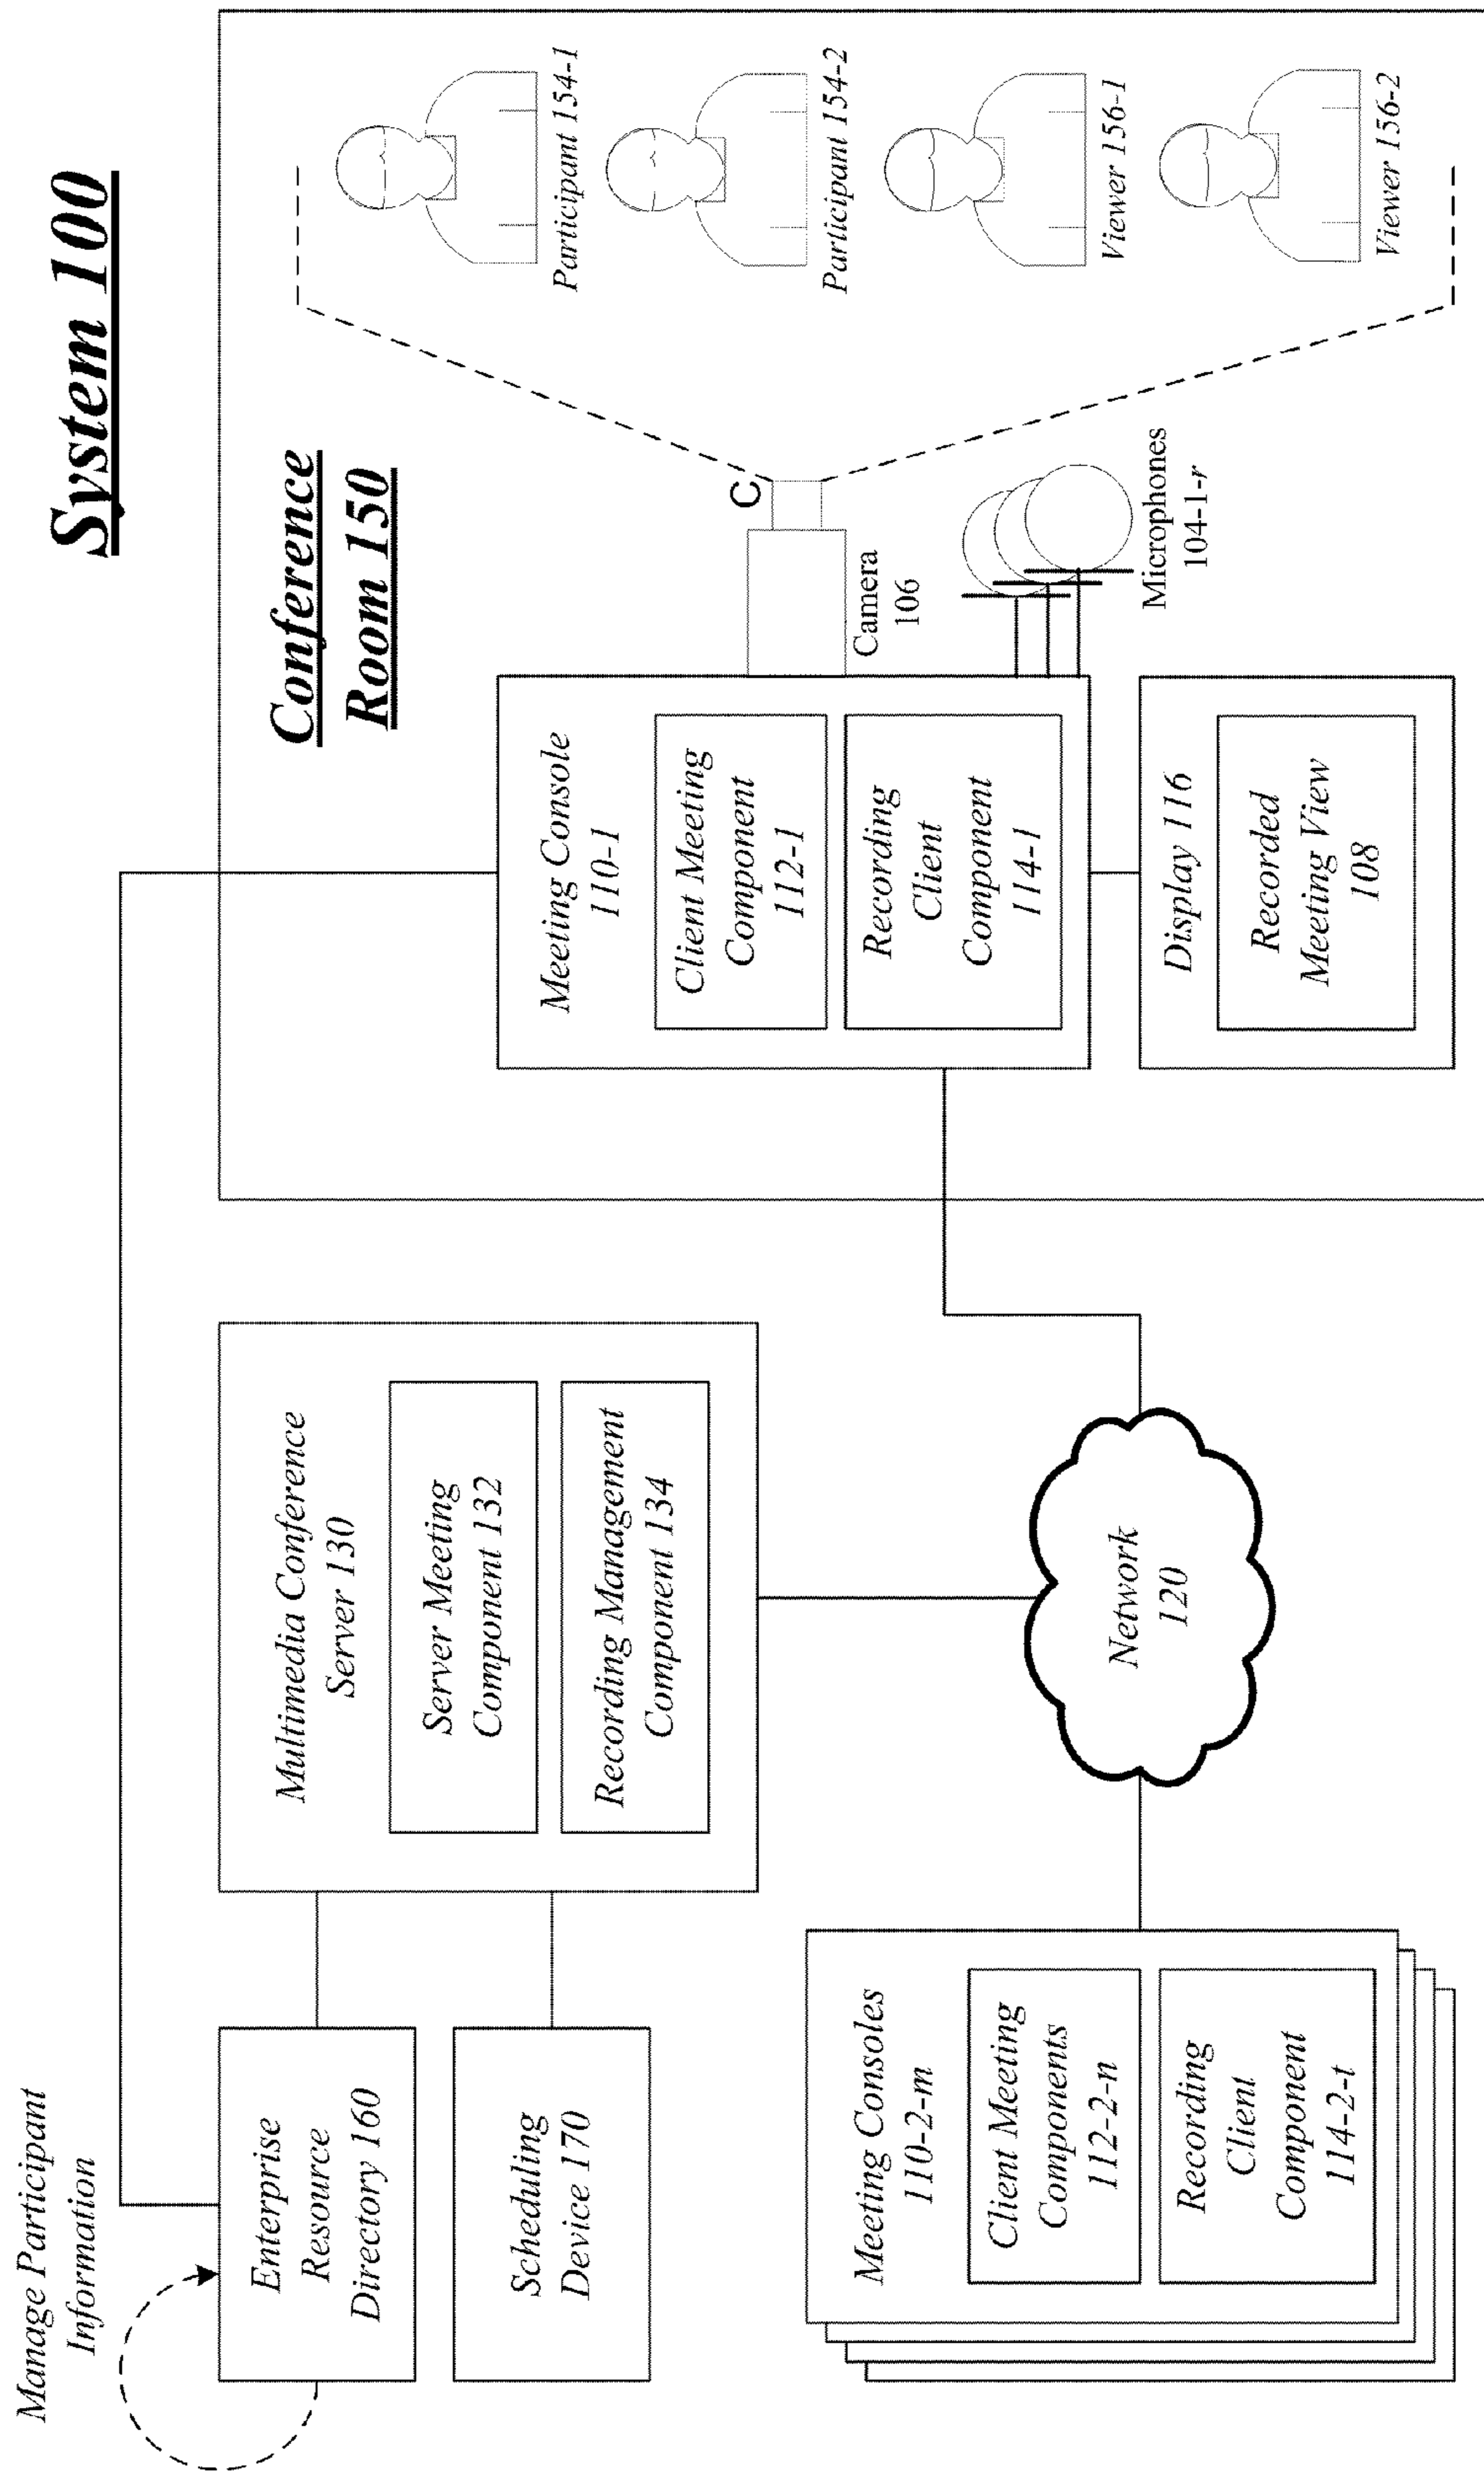 System 100
Manage Participant
Information
Enterprise
Resource
Directory 160
Scheduling
Device 170
Multimedia Conference
Server 130
Server Meeting
Component 132
Recording Management
Component 134
Meeting Consoles
110-2-m
Client Meeting
Components
112-2-n
Recording
Client
Component
114-2-t
Network
120
Conference
Room 150
Meeting Console
110-1
Client Meeting
Component
112-1
Recording
Client
Component
114-1
Display 116
Recorded
Meeting View
108
C
Camera
106
Microphones
104-1-r
Participant 154-1
Participant 154-2
Viewer 156-1
Viewer 156-2